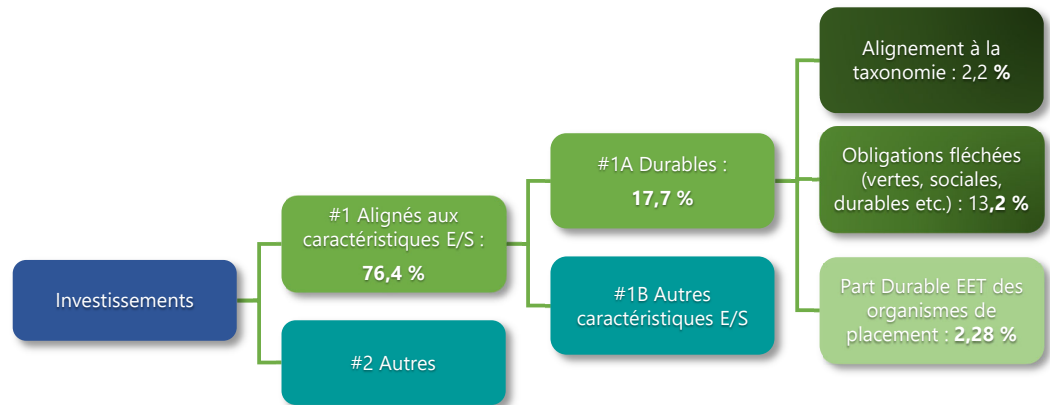 Investissements
#1 Alignés aux
caractéristiques E/S :
76,4 %
#2 Autres
#1A Durables :
17,7 %
#1B Autres
caractéristiques E/S
Alignement à la
taxonomie : 2,2 %
Obligations fléchées
(vertes, sociales,
durables etc.) : 13,2 %
Part Durable EET des
organismes de
placement : 2,28 %